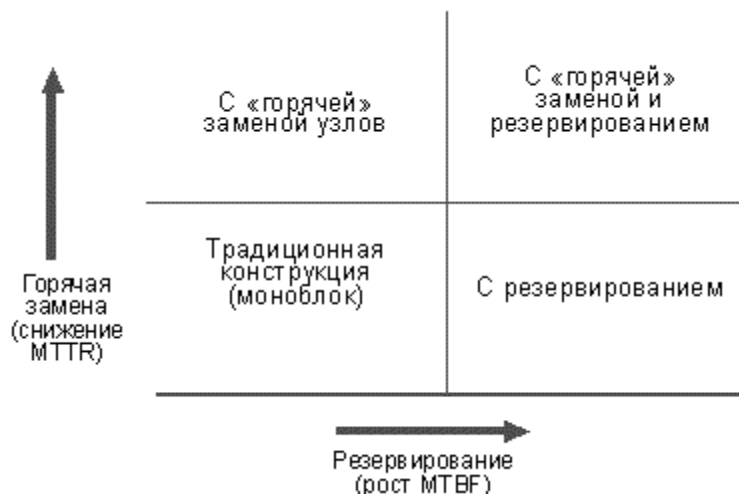 С «горячей»
заменой узлов
С «горячей»
заменой и
резервированием
Традиционная
конструкция
(моноблок)
С резервированием
Горячая
замена
(снижение
MTTR)
Резервирование
(рост MTBF)